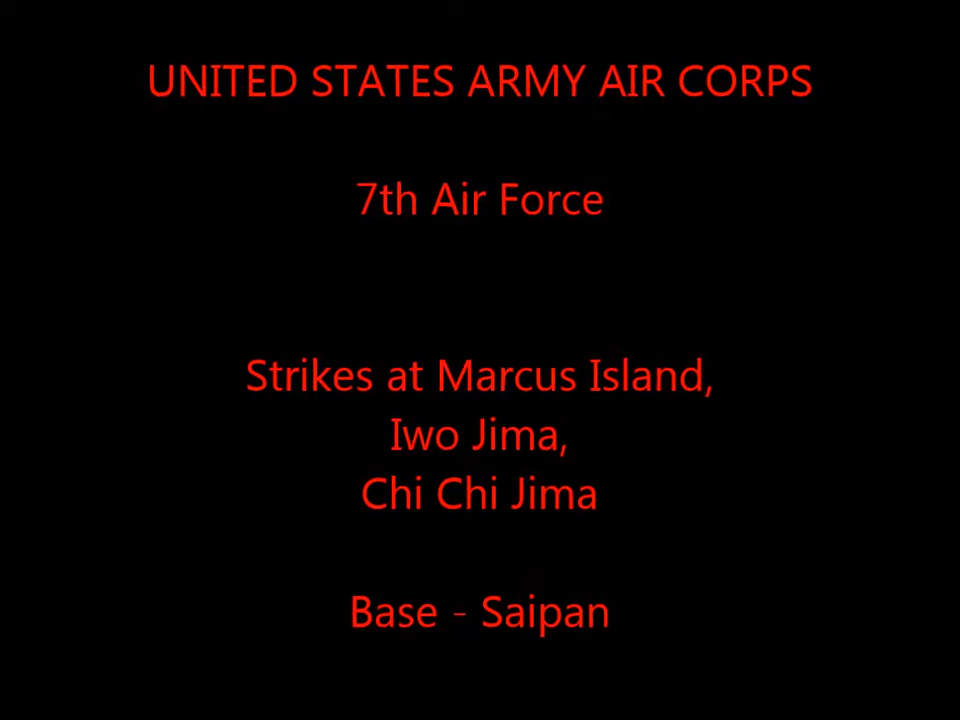 UNITED STATES ARMY AIR CORPS
7th Air Force
Strikes at Marcus Island,
Iwo Jima,
Chi Chi Jima
Base - Saipan